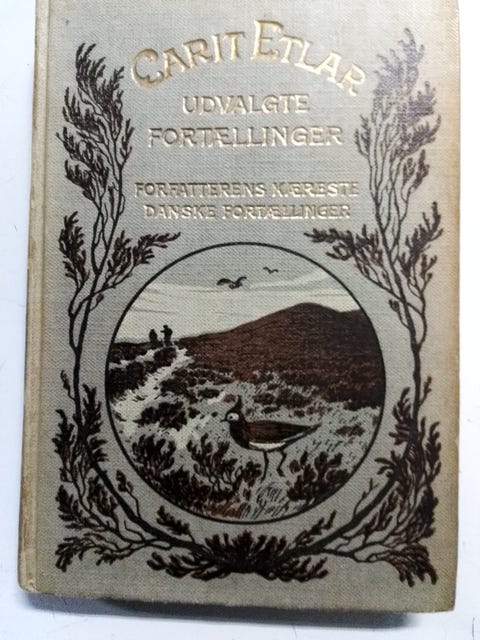 CARIT ETLAR
UDVALGTE
FORTÆLLINGER
FORFATTERENS KÆRESTE
DANSKE FORTÆLLINGER